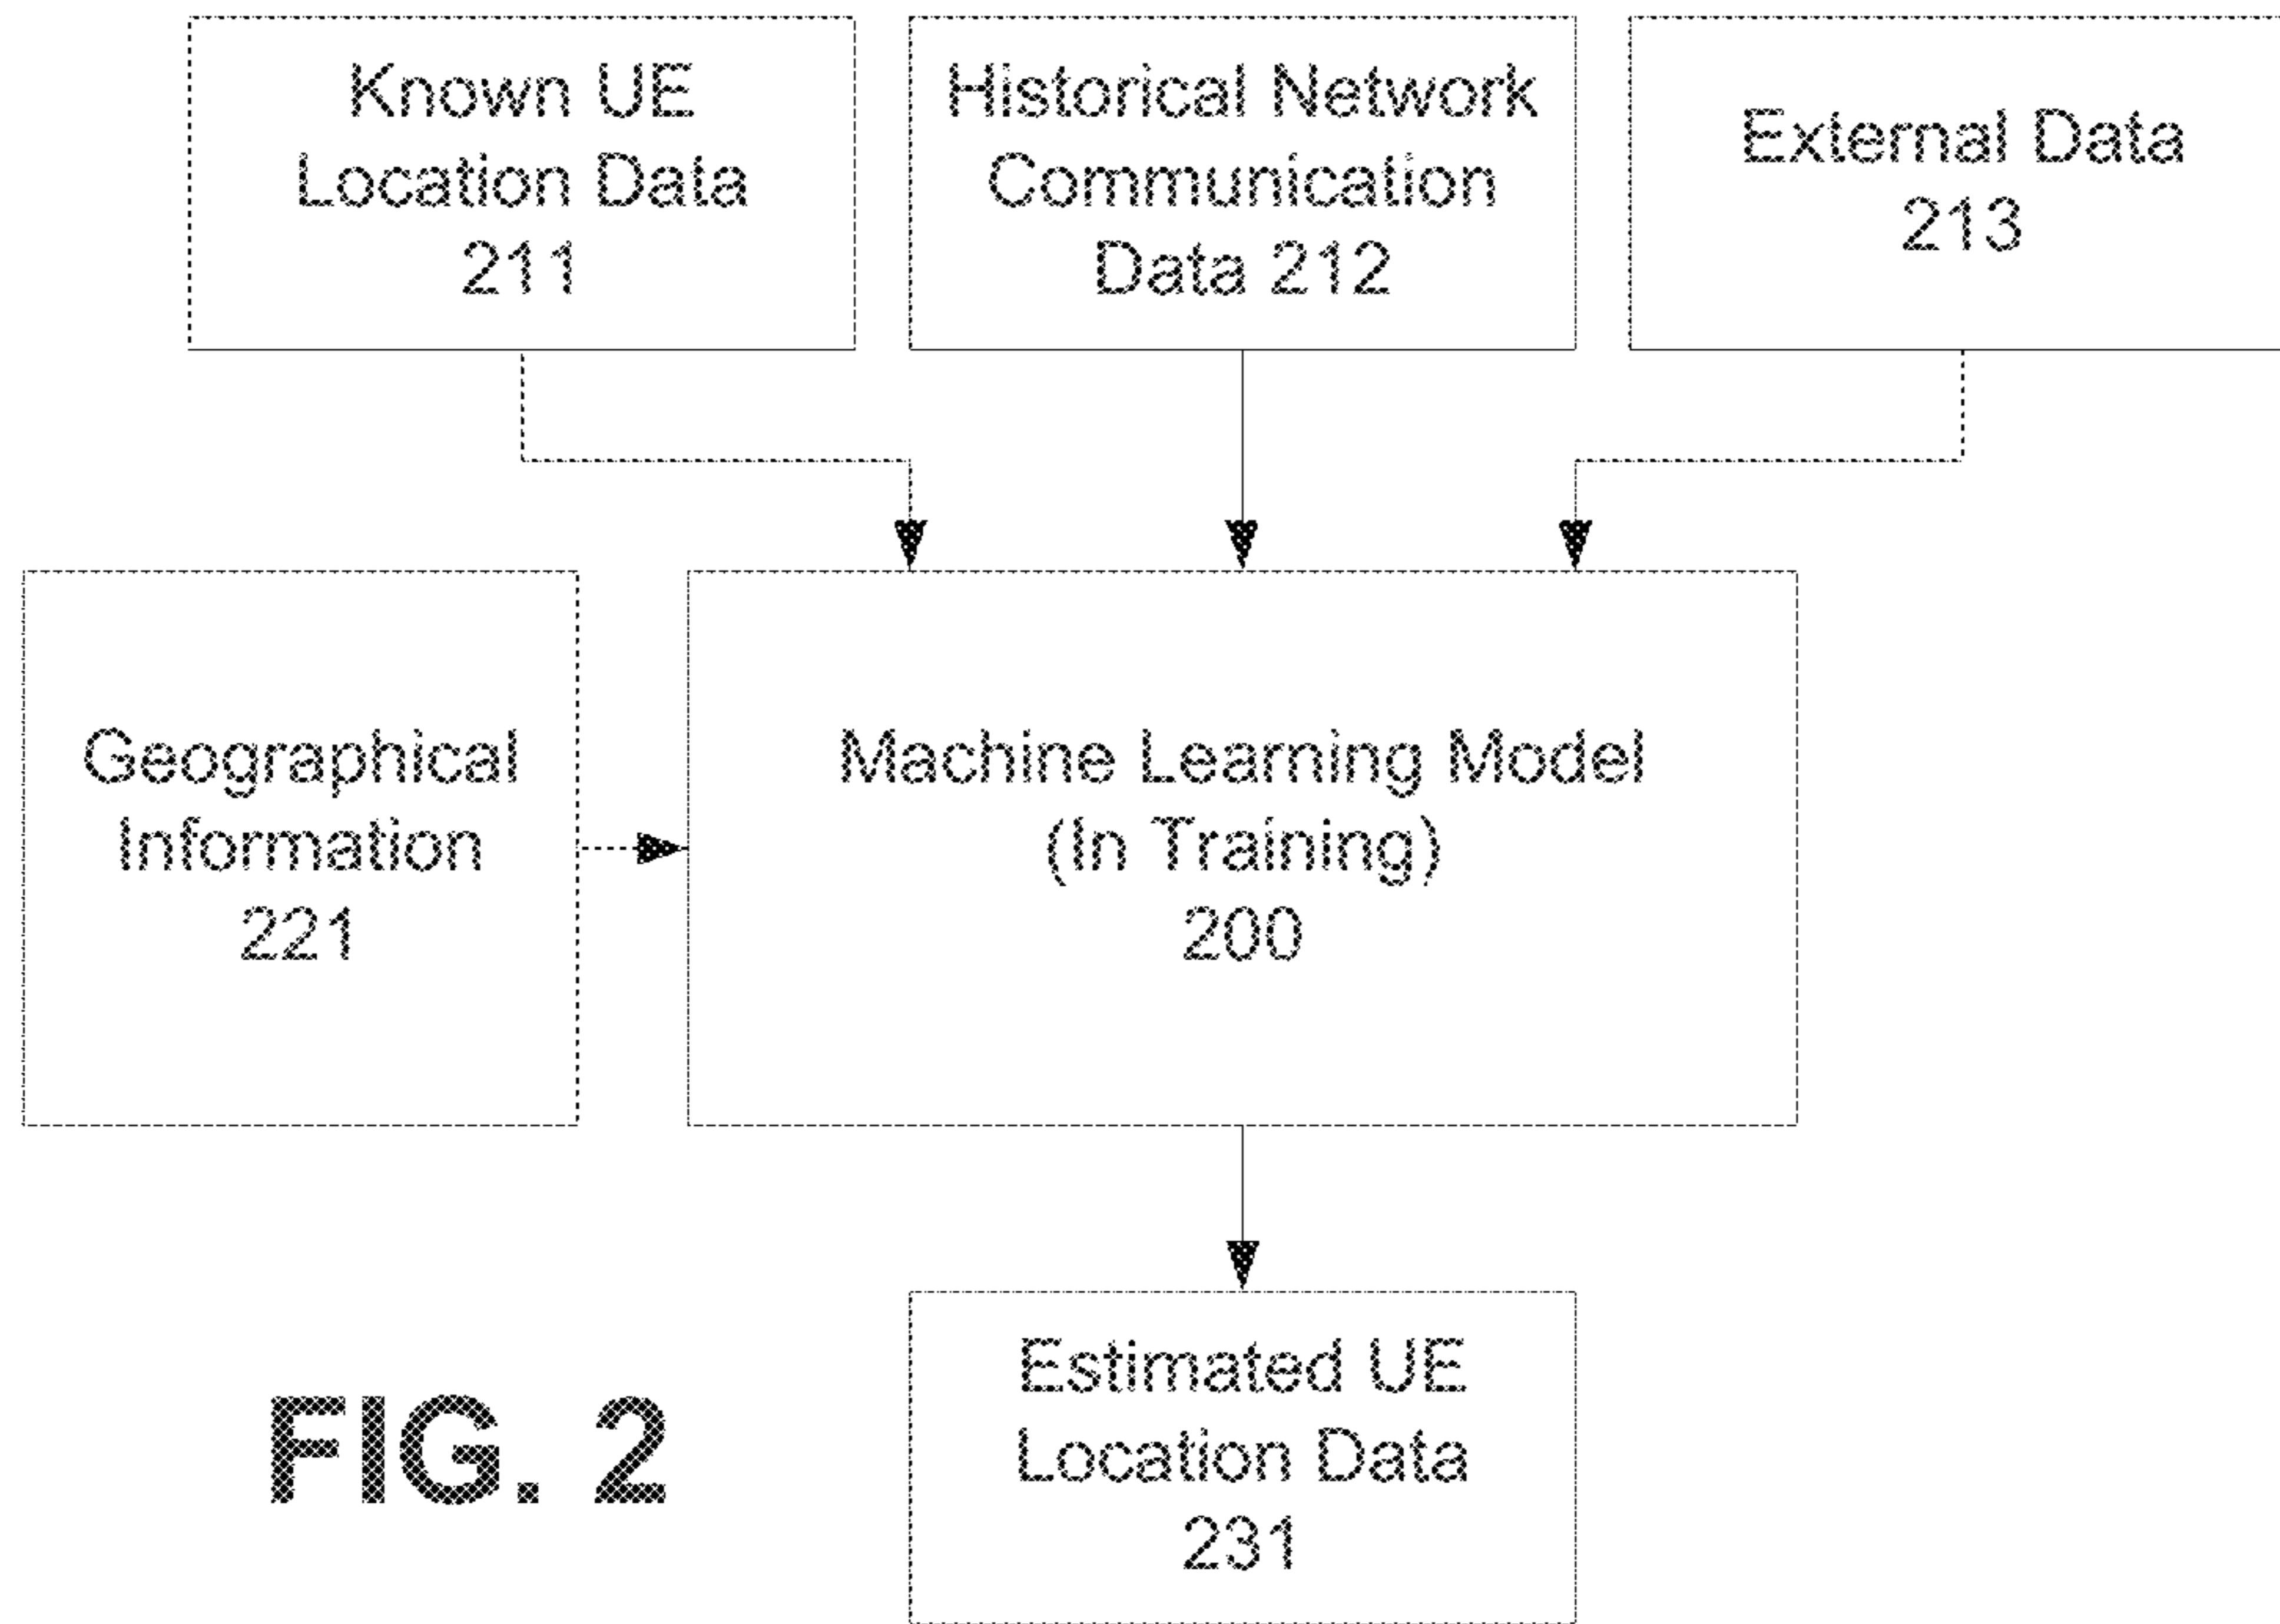 Known UE
Location Data
211
Historical Network
Communication
Data 212
External Data
213
Geographical
Information
221
Machine Learning Model
(In Training)
200
Estimated UE
Location Data
231
FIG. 2